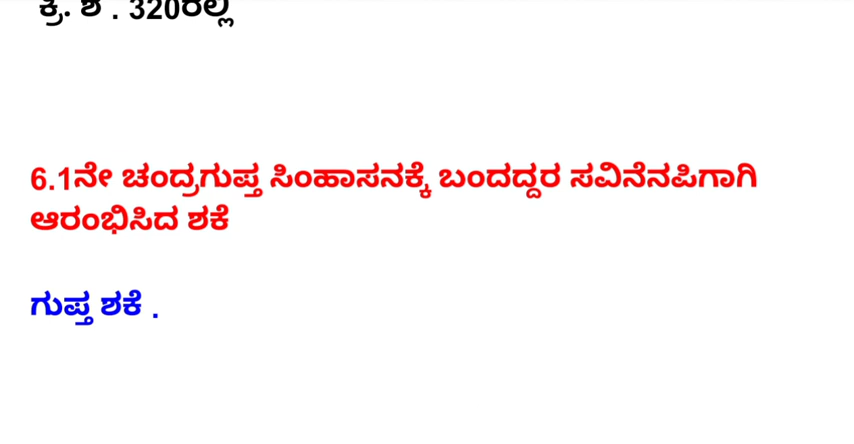 ಕ್ರಿ. ಶ . 320ರಲ್ಲಿ
6.1ನೇ ಚಂದ್ರಗುಪ್ತ ಸಿಂಹಾಸನಕ್ಕೆ ಬಂದದ್ದರ ಸವಿನೆನಪಿಗಾಗಿ
ಆರಂಭಿಸಿದ ಶಕೆ
ಗುಪ್ತ ಶಕೆ .